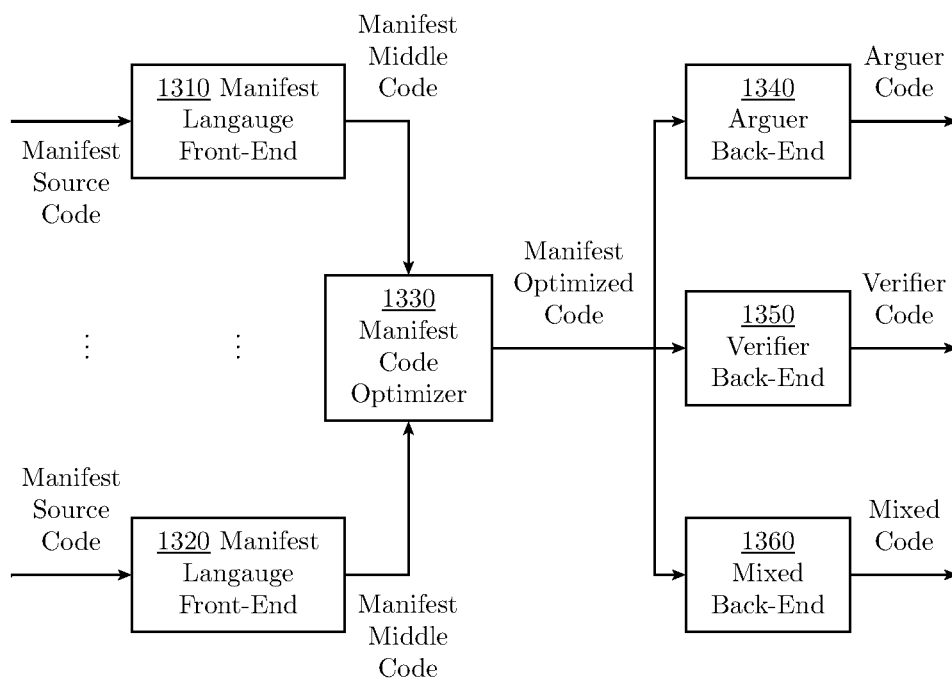 Manifest
Middle
Code
1310 Manifest
Langauge
Front-End
Manifest
Source
Code
1340
Arguer
Back-End
Arguer
Code
1330
Manifest
Code
Optimizer
Manifest
Optimized
Code
1350
Verifier
Back-End
Verifier
Code
Manifest
Source
Code
1320 Manifest
Langauge
Front-End
Manifest
Middle
Code
1360
Mixed
Back-End
Mixed
Code